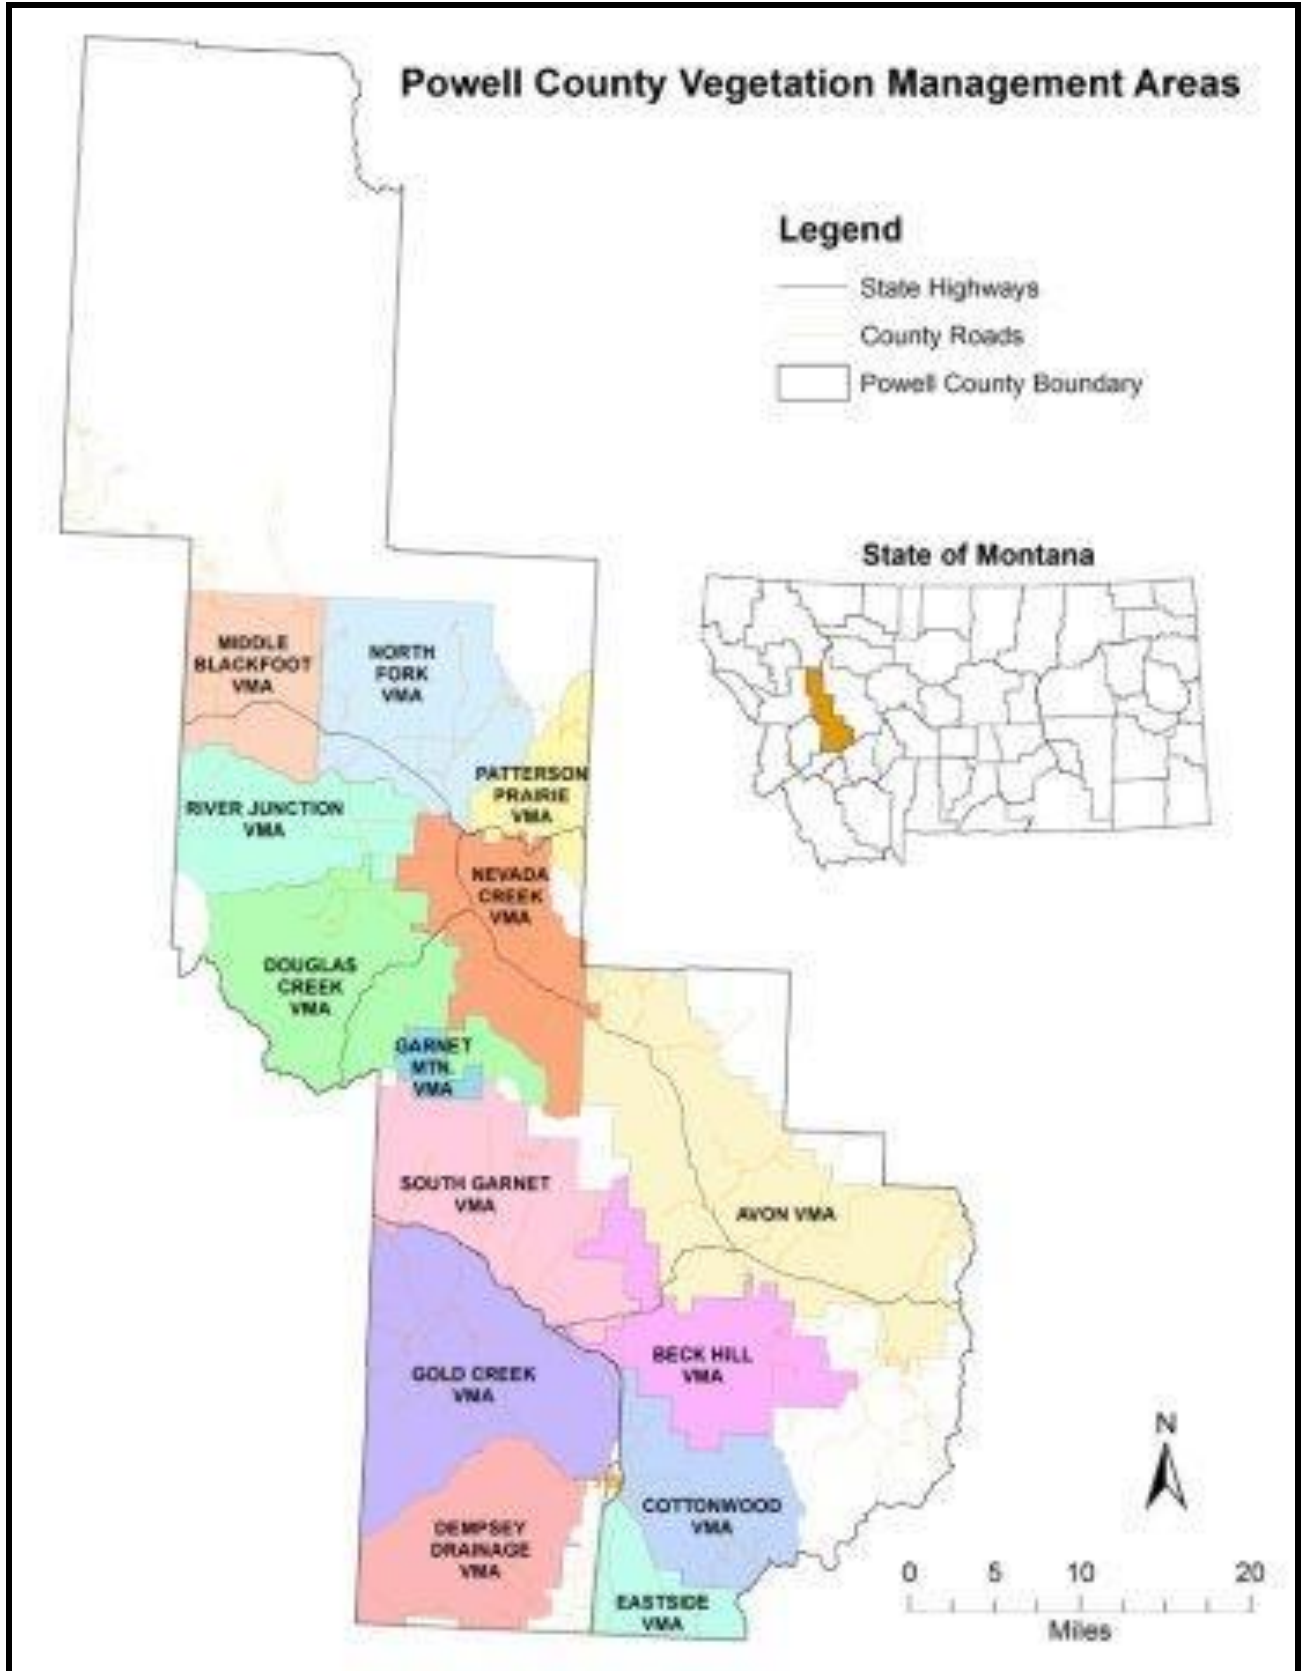 Powell County Vegetation Management Areas
Legend
State Highways
County Roads
Powell County Boundary
State of Montana
MIDDLE
BLACKFOOT
VMA
NORTH
FORK
VMA
PATTERSON
PRAIRIE
VMA
RIVER JUNCTION
VMA
NEVADA
CREEK
VMA
DOUGLAS
CREEK
VMA
GARNET
MTN.
VMA
SOUTH GARNET
VMA
AVON VMA
BECK HILL
VMA
GOLD CREEK
VMA
COTTONWOOD
VMA
DEMPSEY
DRAINAGE
VMA
EASTSIDE
VMA
N
0 5 10 20
Miles